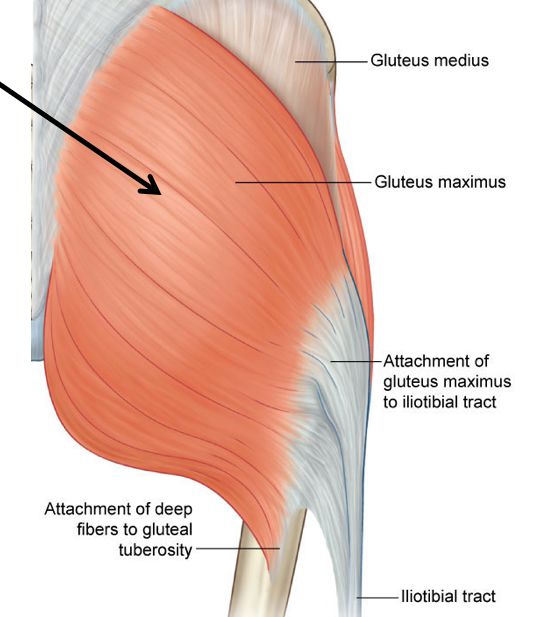 Gluteus medius
Gluteus maximus
Attachment of
gluteus maximus
to iliotibial tract
Attachment of deep
fibers to gluteal
tuberosity
Iliotibial tract